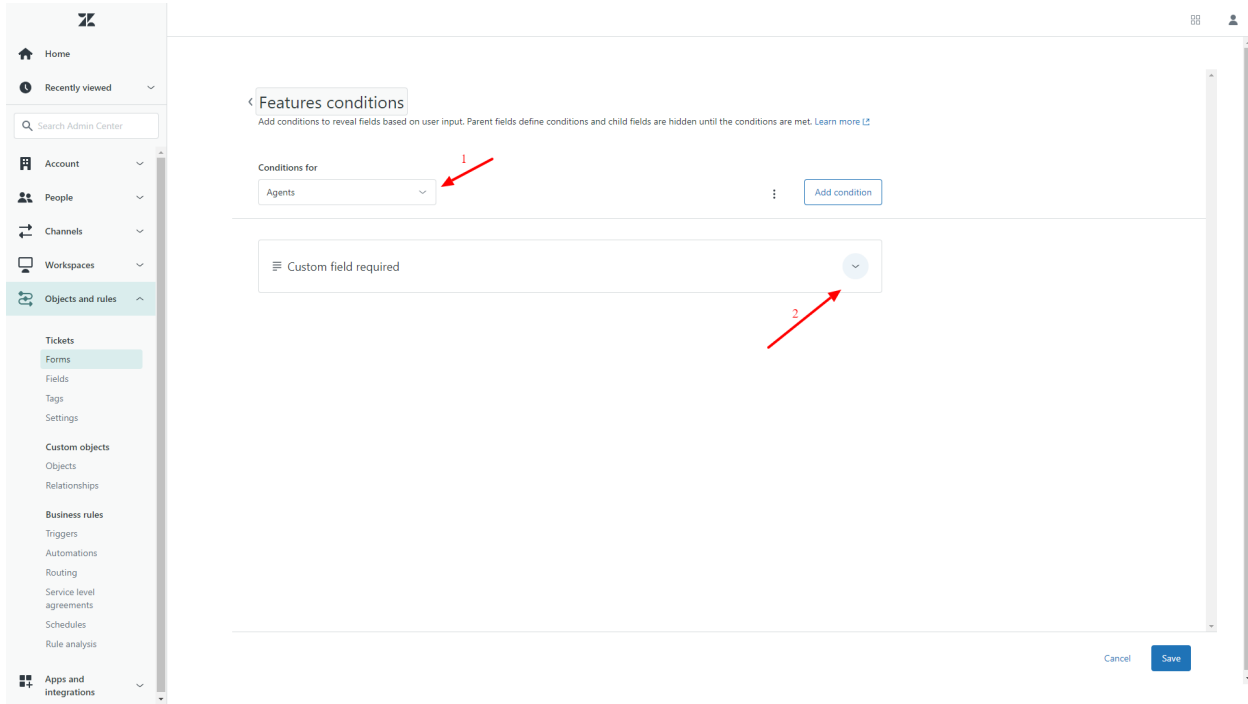 Home
Recently viewed
Search Admin Center
Account
People
Channels
Workspaces
Objects and rules
Tickets
Forms
Fields
Tags
Settings
Custom objects
Objects
Relationships
Business rules
Triggers
Automations
Routing
Service level
agreements
Schedules
Rule analysis
Apps and
integrations
Features conditions
Add conditions to reveal fields based on user input. Parent fields define conditions and child fields are hidden until the conditions are met. Learn more
Conditions for
1
Agents
Add condition
Custom field required
2
Cancel
Save